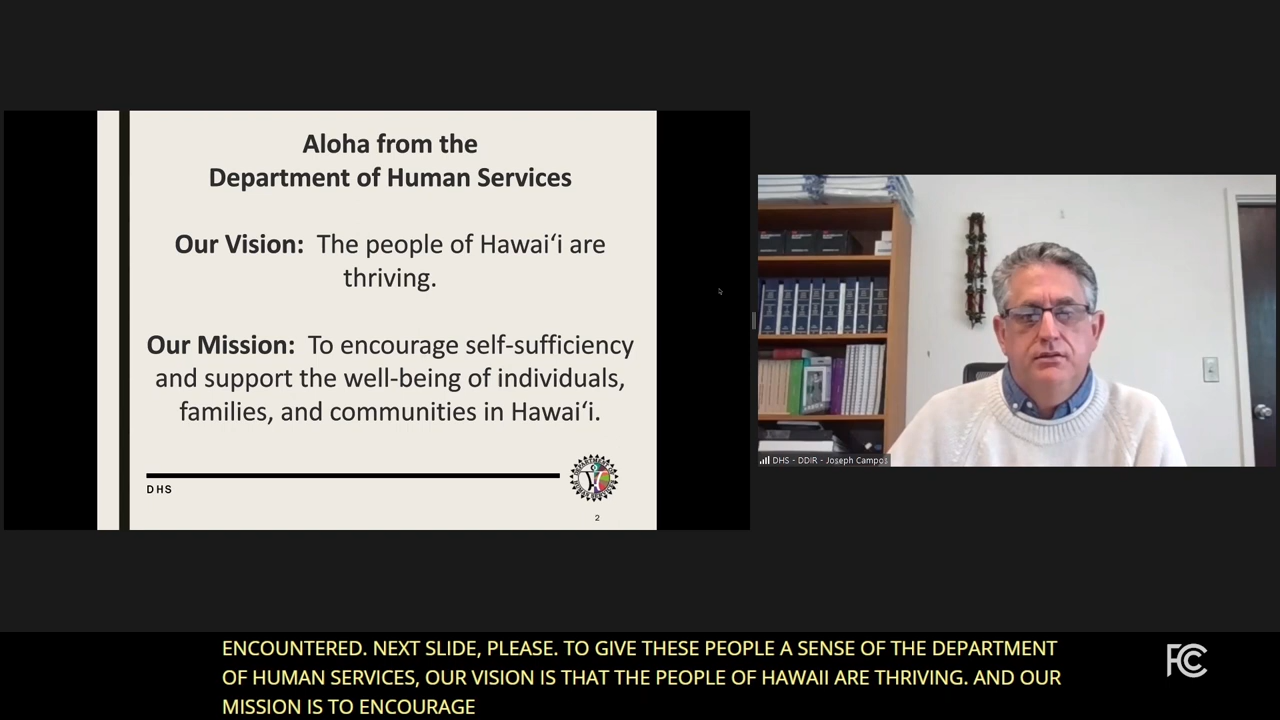 Aloha from the
Department of Human Services
Our Vision: The people of Hawaiʻi are
thriving.
Our Mission: To encourage self-sufficiency
and support the well-being of individuals,
families, and communities in Hawaiʻi.
DHS
2
DHS - DDIR - Joseph Campos
ENCOUNTERED. NEXT SLIDE, PLEASE. TO GIVE THESE PEOPLE A SENSE OF THE DEPARTMENT
OF HUMAN SERVICES, OUR VISION IS THAT THE PEOPLE OF HAWAII ARE THRIVING. AND OUR
MISSION IS TO ENCOURAGE
FCC